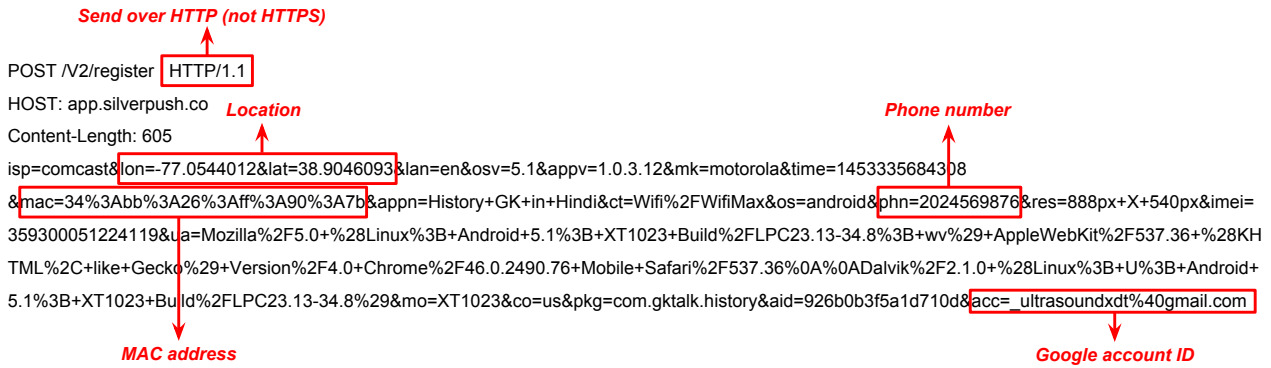 Send over HTTP (not HTTPS)
POST /V2/register HTTP/1.1
HOST: app.silverpush.co
Location
Phone number
Content-Length: 605
isp=comcast&lon=-77.0544012&lat=38.9046093&lan=en&osv=5.1&appv=1.0.3.12&mk=motorola&time=1453335684308
&mac=34%3Abb%3A26%3Aff%3A90%3A7b&appn=History+GK+in+Hindi&ct=Wifi%2FWifiMax&os=android&phn=2024569876&res=888px+X+540px&imei=
359300051224119&ua=Mozilla%2F5.0+%28Linux%3B+Android+5.1%3B+XT1023+Build%2FLPC23.13-34.8%3B+wv%29+AppleWebKit%2F537.36+%28KH
TML%2C+like+Gecko%29+Version%2F4.0+Chrome%2F46.0.2490.76+Mobile+Safari%2F537.36%0A%0ADalvik%2F2.1.0+%28Linux%3B+U%3B+Android+
5.1%3B+XT1023+Build%2FLPC23.13-34.8%29&mo=XT1023&co=us&pkg=com.gktalk.history&aid=926b0b3f5a1d710d&acc=_ultrasoundxdt%40gmail.com
MAC address
Google account ID